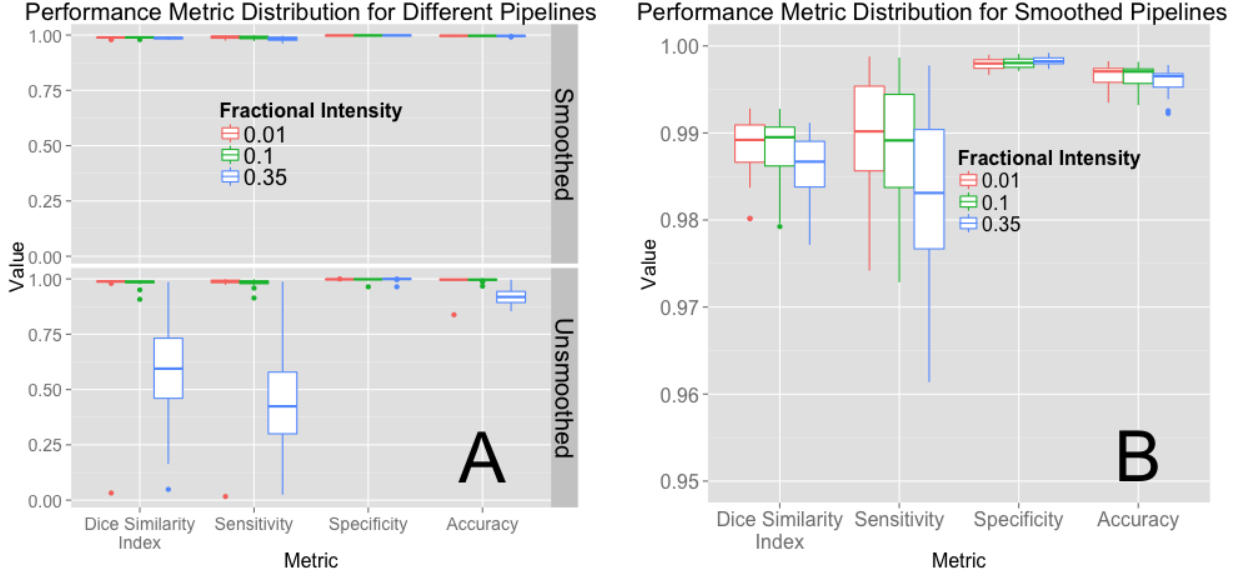 Performance Metric Distribution for Different Pipelines
1.00
0.75
0.50
0.25
0.00
Fractional Intensity
0.01
0.1
0.35
Smoothed
Value
1.00
0.75
0.50
0.25
0.00
Unsmoothed
A
Dice Similarity
Index
Sensitivity
Specificity
Accuracy
Metric
Performance Metric Distribution for Smoothed Pipelines
1.00
0.99
0.98
0.97
0.96
0.95
Value
Fractional Intensity
0.01
0.1
0.35
B
Dice Similarity
Index
Sensitivity
Specificity
Accuracy
Metric